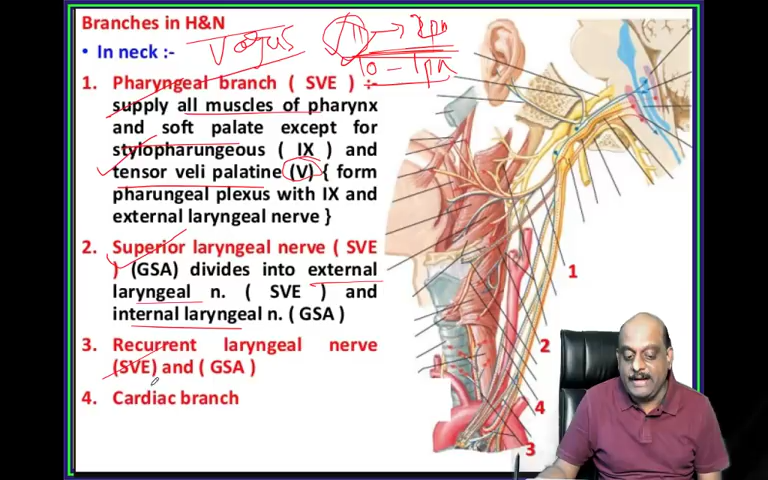 Branches in H&N
• In neck :-
Vagus
2pm
10 - 1pm
1. Pharyngeal branch ( SVE ) :-
supply all muscles of pharynx
and soft palate except for
stylopharungeous ( IX ) and
tensor veli palatine (V) { form
pharungeal plexus with IX and
external laryngeal nerve }
2. Superior laryngeal nerve ( SVE
) (GSA) divides into external
laryngeal n. ( SVE ) and
internal laryngeal n. ( GSA )
3. Recurrent laryngeal nerve
(SVE) and ( GSA )
4. Cardiac branch
1
2
4
3